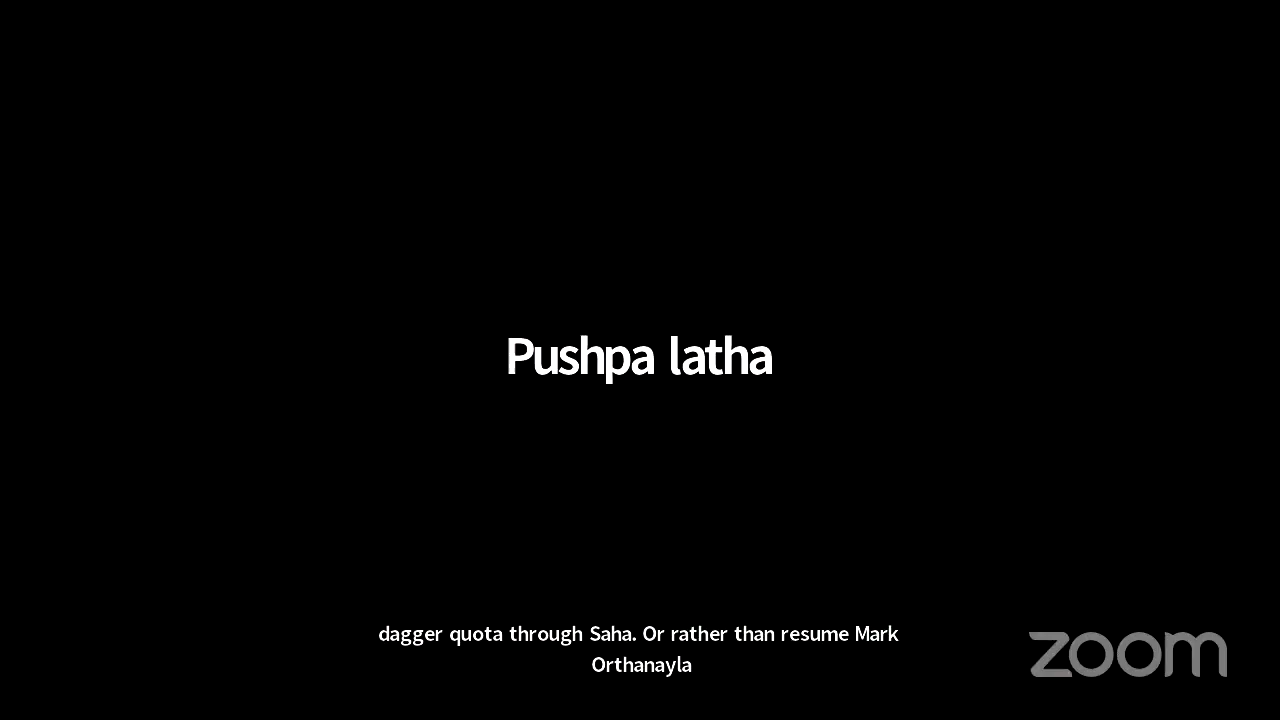 Pushpa latha
dagger quota through Saha. Or rather than resume Mark
Orthanayla
zoom